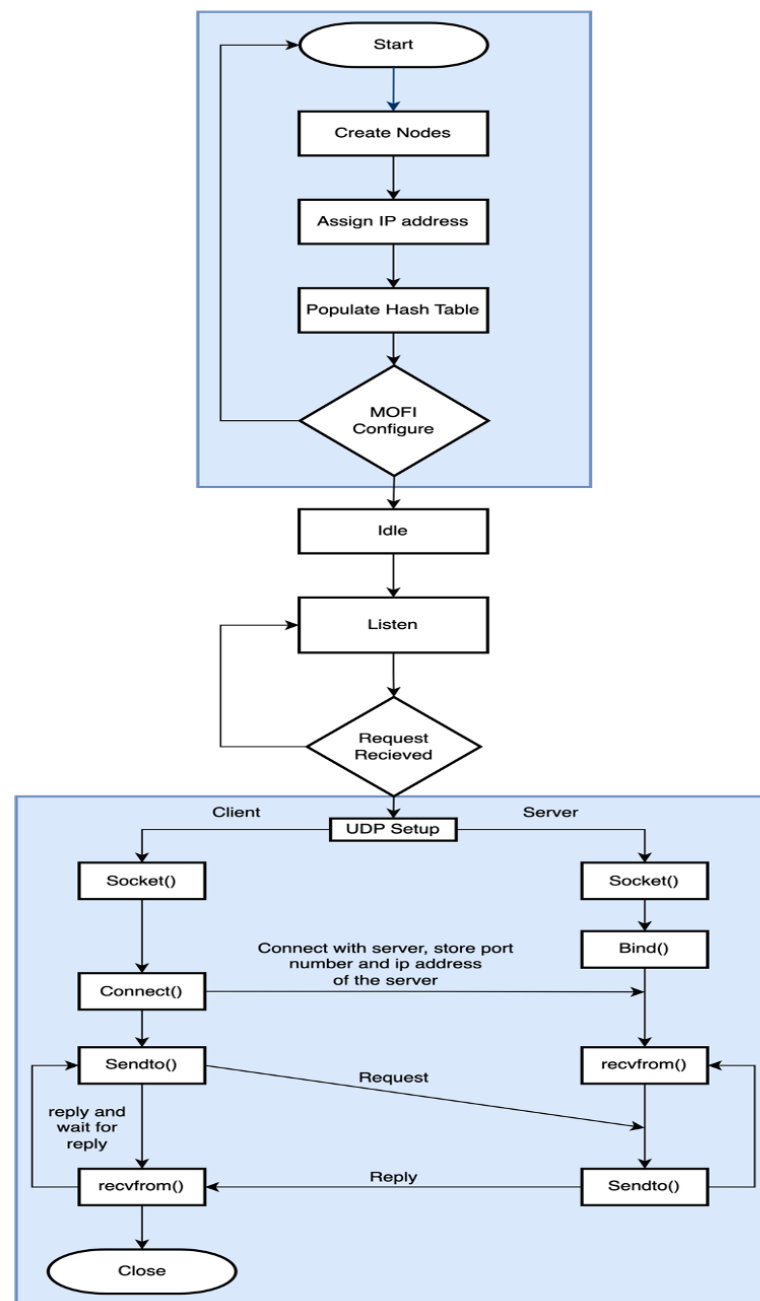 Start
Create Nodes
Assign IP address
Populate Hash Table
MOFI
Configure
Idle
Listen
Request
Recieved
Client
UDP Setup
Server
Socket()
Socket()
Bind()
Connect with server, store port
number and ip address
of the server
Connect()
Sendto()
Request
recvfrom()
reply and
wait for
reply
recvfrom()
Reply
Sendto()
Close